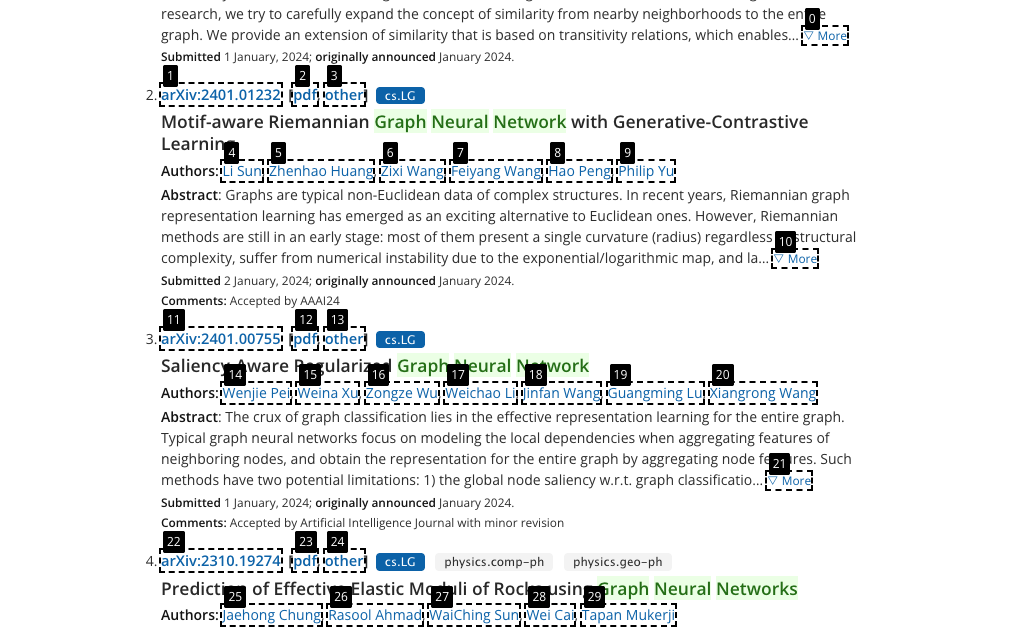 research, we try to carefully expand the concept of similarity from nearby neighborhoods to the entire
graph. We provide an extension of similarity that is based on transitivity relations, which enables… ▽ More
0
Submitted 1 January, 2024; originally announced January 2024.
1 2 3
2. arXiv:2401.01232 [pdf, other] cs.LG
Motif-aware Riemannian Graph Neural Network with Generative-Contrastive
Learning
4 5 6 7 8 9
Authors: Li Sun, Zhenhao Huang, Zixi Wang, Feiyang Wang, Hao Peng, Philip Yu
Abstract: Graphs are typical non-Euclidean data of complex structures. In recent years, Riemannian graph
representation learning has emerged as an exciting alternative to Euclidean ones. However, Riemannian
methods are still in an early stage: most of them present a single curvature (radius) regardless structural
10
complexity, suffer from numerical instability due to the exponential/logarithmic map, and la… ▽ More
Submitted 2 January, 2024; originally announced January 2024.
Comments: Accepted by AAAI24
11 12 13
3. arXiv:2401.00755 [pdf, other] cs.LG
Saliency-Aware Regularized Graph Neural Network
14 15 16 17 18 19 20
Authors: Wenjie Pei, Weina Xu, Zongze Wu, Weichao Li, Jinfan Wang, Guangming Lu, Xiangrong Wang
Abstract: The crux of graph classification lies in the effective representation learning for the entire graph.
Typical graph neural networks focus on modeling the local dependencies when aggregating features of
neighboring nodes, and obtain the representation for the entire graph by aggregating node features. Such
21
methods have two potential limitations: 1) the global node saliency w.r.t. graph classificatio… ▽ More
Submitted 1 January, 2024; originally announced January 2024.
Comments: Accepted by Artificial Intelligence Journal with minor revision
22 23 24
4. arXiv:2310.19274 [pdf, other] cs.LG physics.comp-ph physics.geo-ph
Prediction of Effective Elastic Moduli of Rocks using Graph Neural Networks
25 26 27 28 29
Authors: Jaehong Chung, Rasool Ahmad, WaiChing Sun, Wei Cai, Tapan Mukerji